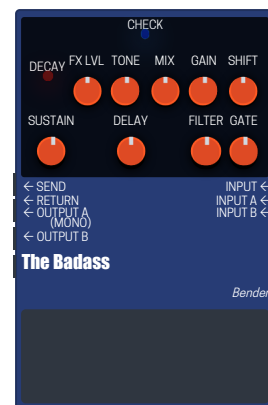 CHECK
DECAY FX LVL TONE MIX GAIN SHIFT
SUSTAIN DELAY FILTER GATE
← SEND INPUT ←
← RETURN INPUT A ←
← OUTPUT A INPUT B ←
(MONO)
← OUTPUT B
The Badass
Bender